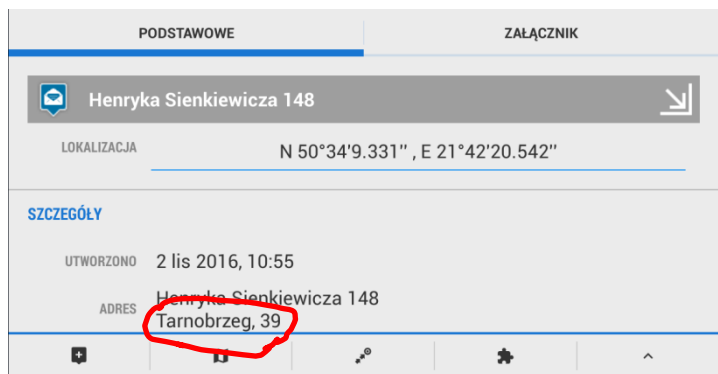 PODSTAWOWE ZAŁĄCZNIK
Henryka Sienkiewicza 148
LOKALIZACJA N 50°34'9.331'' , E 21°42'20.542''
SZCZEGÓŁY
UTWORZONO 2 lis 2016, 10:55
ADRES Henryka Sienkiewicza 148
Tarnobrzeg, 39